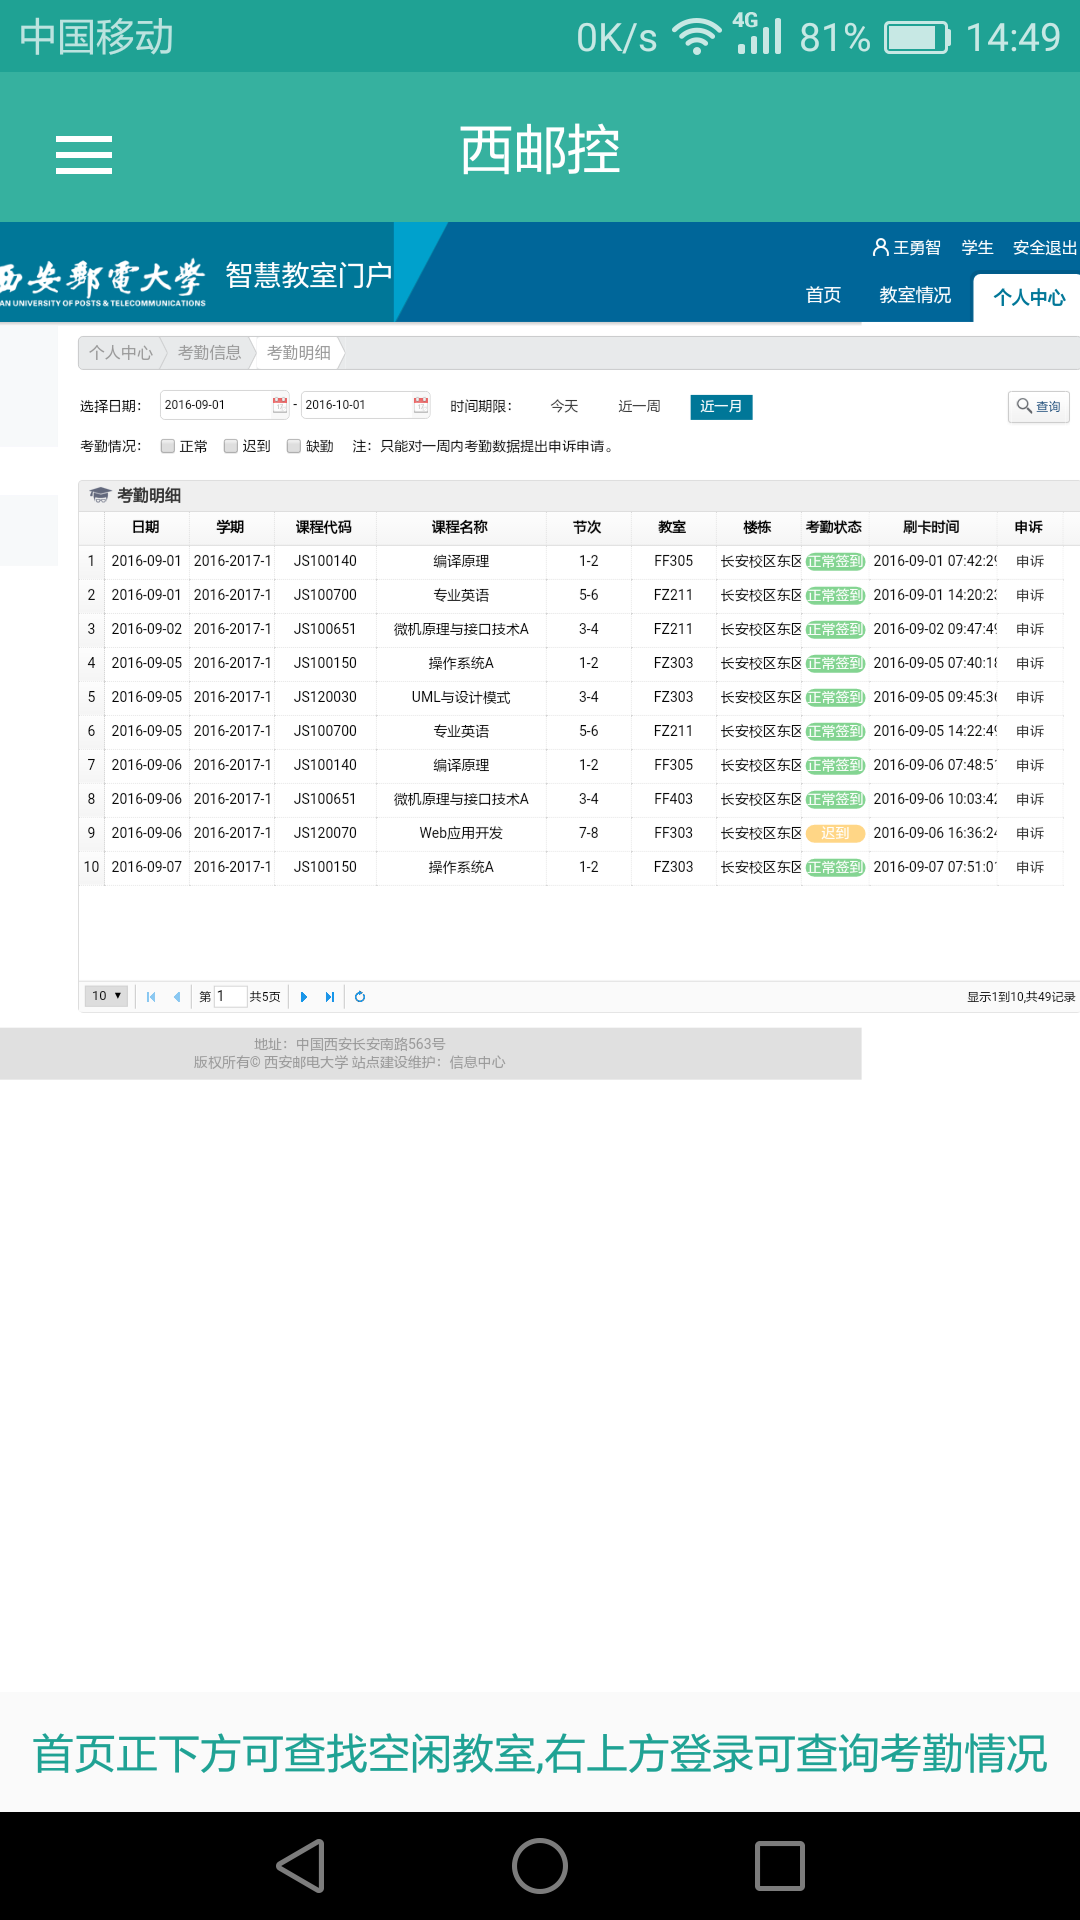 中国移动 0K/s 4G 81% 14:49
西邮控
西安郵電大學 智慧教室门户
AN UNIVERSITY OF POSTS & TELECOMMUNICATIONS
王勇智 学生 安全退出
首页 教室情况 个人中心
个人中心 考勤信息 考勤明细
选择日期： 2016-09-01 - 2016-10-01 时间期限： 今天 近一周 近一月 查询
考勤情况： 正常 迟到 缺勤 注：只能对一周内考勤数据提出申诉申请。
考勤明细
日期 学期 课程代码 课程名称 节次 教室 楼栋 考勤状态 刷卡时间 申诉
1 2016-09-01 2016-2017-1 JS100140 编译原理 1-2 FF305 长安校区东区 正常签到 2016-09-01 07:42:29 申诉
2 2016-09-01 2016-2017-1 JS100700 专业英语 5-6 FZ211 长安校区东区 正常签到 2016-09-01 14:20:23 申诉
3 2016-09-02 2016-2017-1 JS100651 微机原理与接口技术A 3-4 FZ211 长安校区东区 正常签到 2016-09-02 09:47:49 申诉
4 2016-09-05 2016-2017-1 JS100150 操作系统A 1-2 FZ303 长安校区东区 正常签到 2016-09-05 07:40:18 申诉
5 2016-09-05 2016-2017-1 JS120030 UML与设计模式 3-4 FZ303 长安校区东区 正常签到 2016-09-05 09:45:36 申诉
6 2016-09-05 2016-2017-1 JS100700 专业英语 5-6 FZ211 长安校区东区 正常签到 2016-09-05 14:22:49 申诉
7 2016-09-06 2016-2017-1 JS100140 编译原理 1-2 FF305 长安校区东区 正常签到 2016-09-06 07:48:51 申诉
8 2016-09-06 2016-2017-1 JS100651 微机原理与接口技术A 3-4 FF403 长安校区东区 正常签到 2016-09-06 10:03:42 申诉
9 2016-09-06 2016-2017-1 JS120070 Web应用开发 7-8 FF303 长安校区东区 迟到 2016-09-06 16:36:24 申诉
10 2016-09-07 2016-2017-1 JS100150 操作系统A 1-2 FZ303 长安校区东区 正常签到 2016-09-07 07:51:01 申诉
10 第 1 共5页 显示1到10,共49记录
地址：中国西安长安南路563号
版权所有© 西安邮电大学 站点建设维护：信息中心
首页正下方可查找空闲教室,右上方登录可查询考勤情况